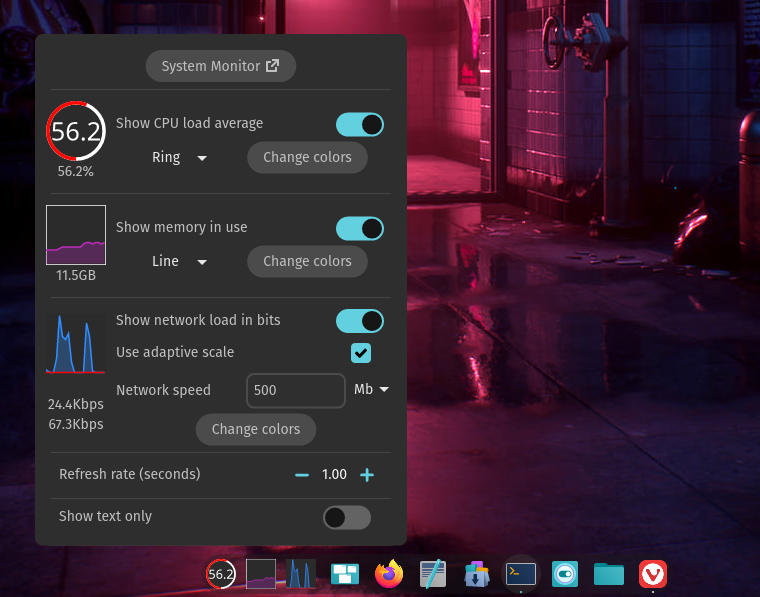 System Monitor
56.2
Show CPU load average
Ring
Change colors
56.2%
Show memory in use
Line
Change colors
11.5GB
Show network load in bits
Use adaptive scale
Network speed
500
Mb
24.4Kbps
67.3Kbps
Change colors
Refresh rate (seconds)
1.00
Show text only
56.2